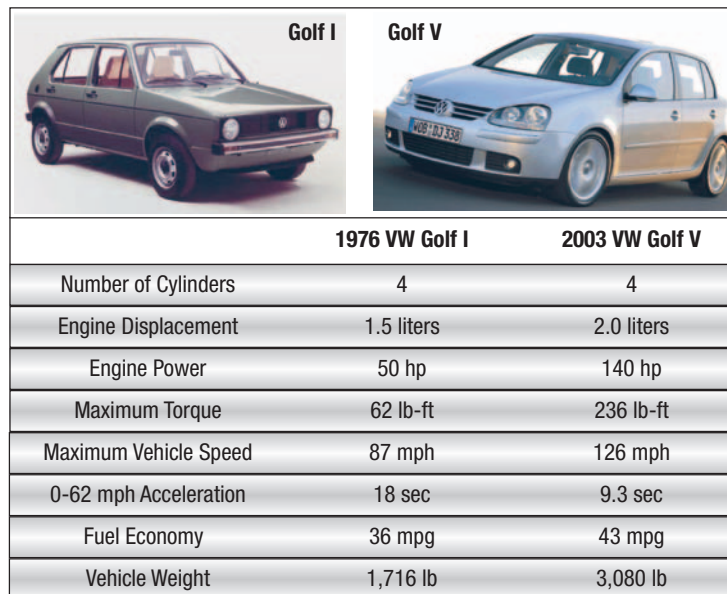 Golf I Golf V
WOB DJ 338
1976 VW Golf I 2003 VW Golf V
Number of Cylinders 4 4
Engine Displacement 1.5 liters 2.0 liters
Engine Power 50 hp 140 hp
Maximum Torque 62 lb-ft 236 lb-ft
Maximum Vehicle Speed 87 mph 126 mph
0-62 mph Acceleration 18 sec 9.3 sec
Fuel Economy 36 mpg 43 mpg
Vehicle Weight 1,716 lb 3,080 lb